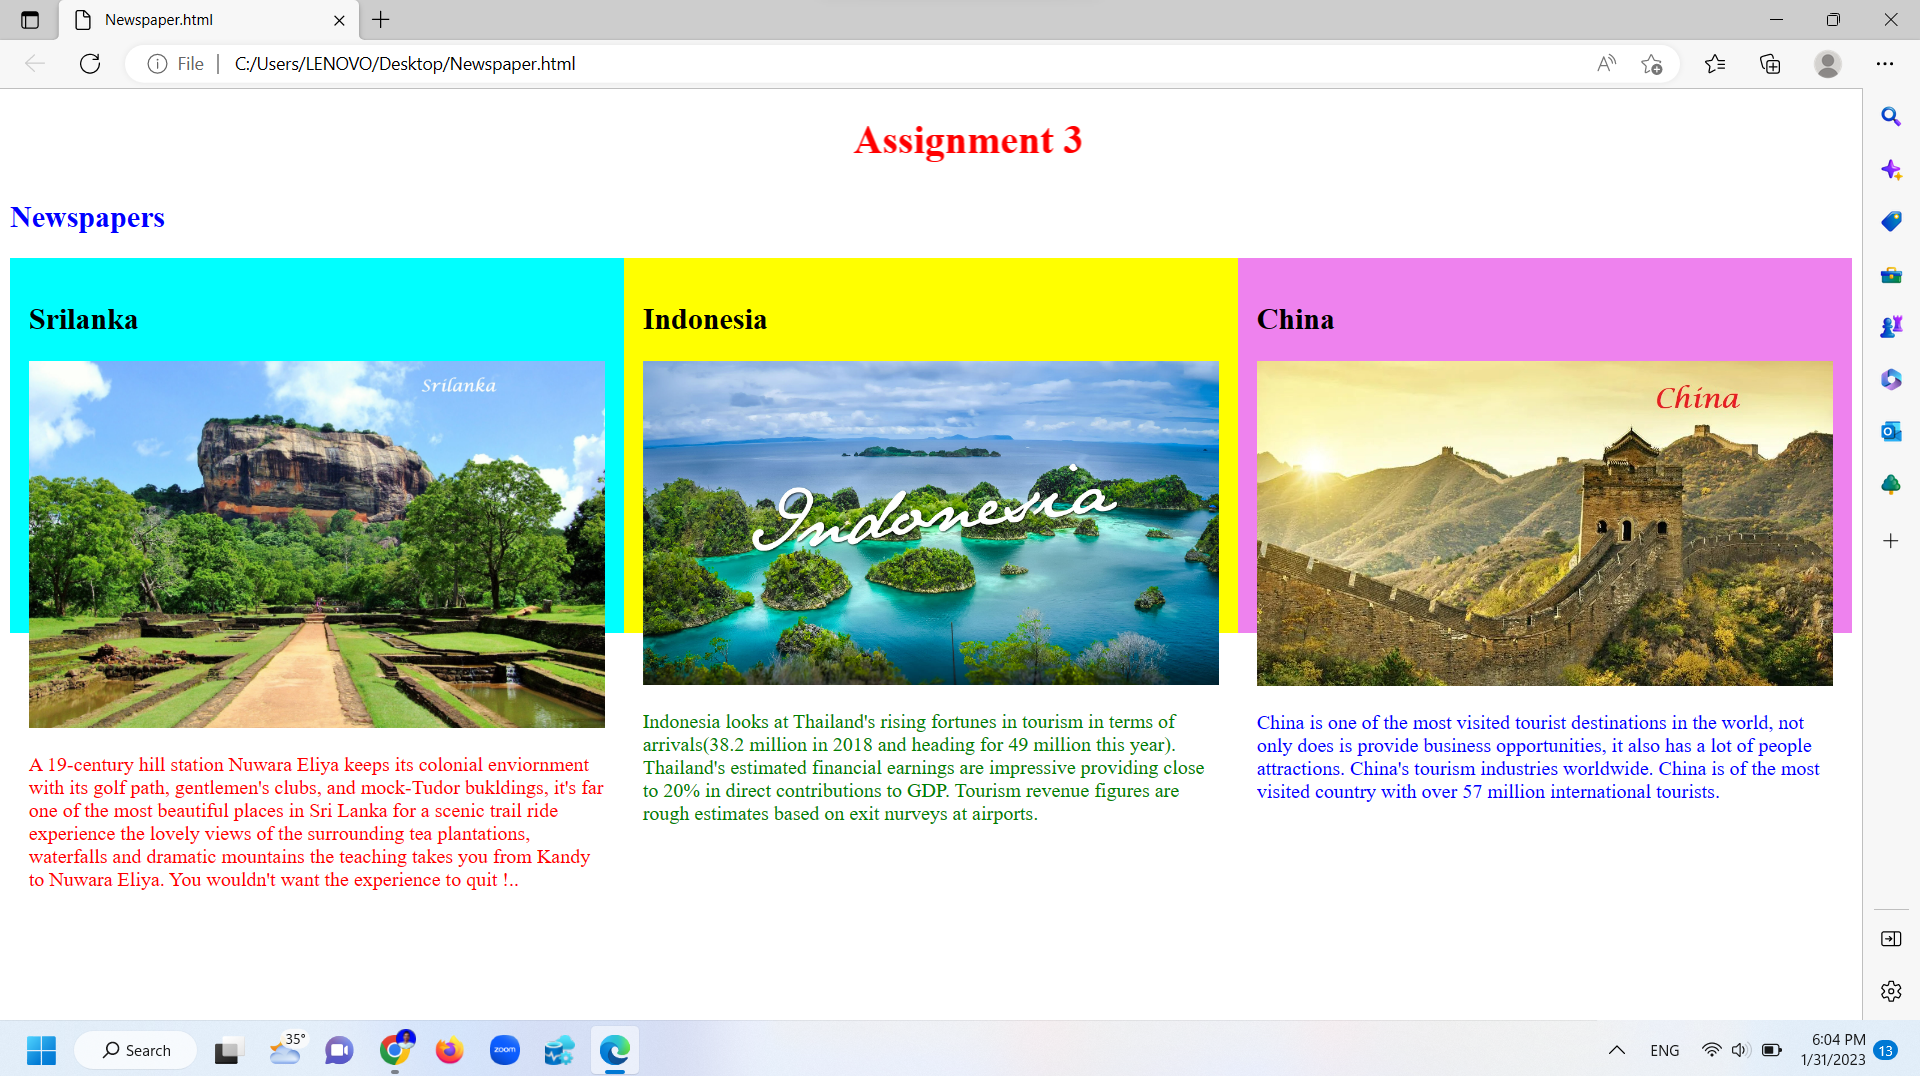 Newspaper.html
File
C:/Users/LENOVO/Desktop/Newspaper.html
Assignment 3
Newspapers
Srilanka
Srilanka
A 19-century hill station Nuwara Eliya keeps its colonial enviornment
with its golf path, gentlemen's clubs, and mock-Tudor bukldings, it's far
one of the most beautiful places in Sri Lanka for a scenic trail ride
experience the lovely views of the surrounding tea plantations,
waterfalls and dramatic mountains the teaching takes you from Kandy
to Nuwara Eliya. You wouldn't want the experience to quit !..
Indonesia
Indonesia
Indonesia looks at Thailand's rising fortunes in tourism in terms of
arrivals(38.2 million in 2018 and heading for 49 million this year).
Thailand's estimated financial earnings are impressive providing close
to 20% in direct contributions to GDP. Tourism revenue figures are
rough estimates based on exit nurveys at airports.
China
China
China is one of the most visited tourist destinations in the world, not
only does is provide business opportunities, it also has a lot of people
attractions. China's tourism industries worldwide. China is of the most
visited country with over 57 million international tourists.
Search
35°
zoom
ENG
6:04 PM
1/31/2023
13